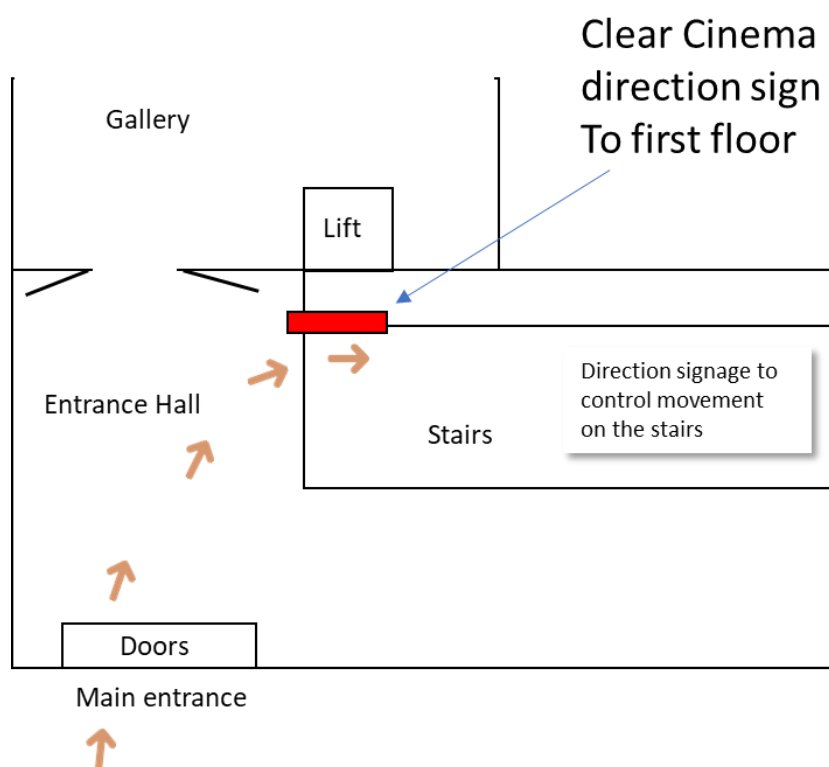 Clear Cinema
direction sign
To first floor
Gallery
Lift
Entrance Hall
Direction signage to
control movement
on the stairs
Stairs
Doors
Main entrance